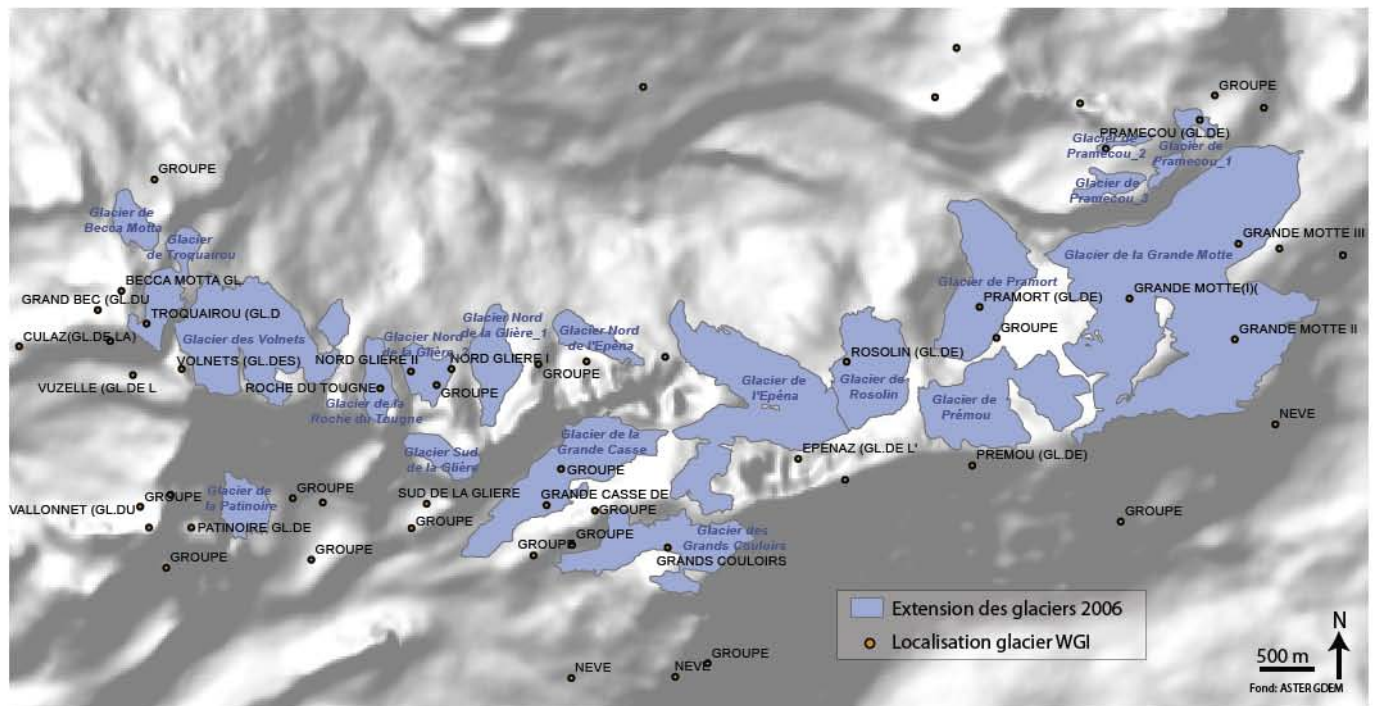 GROUPE
PRAMECOU (GL.DE)
Glacier de
Pramecou_2
Glacier de
Pramecou_1
Glacier de
Pramecou_3
GROUPE
Glacier de
Becca Motta
Glacier
de Troquairou
GRANDE MOTTE III
Glacier de la Grande Motte
BECCA MOTTA GL
GRAND BEC (GL.DU
Glacier de Pramort
PRAMORT (GL.DE)
GRANDE MOTTE(I)(
TROQUAIROU (GL.D
CULAZ(GL.DE LA)
Glacier des Volnets
Glacier Nord
de la Glière
Glacier Nord
de la Glière_1
Glacier Nord
de l'Epèna
GROUPE
GRANDE MOTTE II
VOLNETS (GL.DES)
NORD GLIERE II
NORD GLIERE I
GROUPE
ROSOLIN (GL.DE)
VUZELLE (GL.DE L
ROCHE DU TOUGNE
GROUPE
Glacier de la
Roche du Tougne
Glacier de
l'Epèna
Glacier de
Rosolin
Glacier de
Prémou
NEVE
Glacier de la
Grande Casse
Glacier Sud
de la Glière
EPENAZ (GL.DE L'
PREMOU (GL.DE)
GROUPE
Glacier de
la Patinoire
GROUPE
GROUPE
VALLONNET (GL.DU
SUD DE LA GLIERE
GRANDE CASSE DE
GROUPE
PATINOIRE GL.DE
GROUPE
GROUPE
GROUPE
GROUPE
GROUPE
GROUPE
Glacier des
Grands Couloirs
GRANDS COULOIRS
GROUPE
NEVE
NEVE
Extension des glaciers 2006
Localisation glacier WGI
N
500 m
Fond: ASTER GDEM